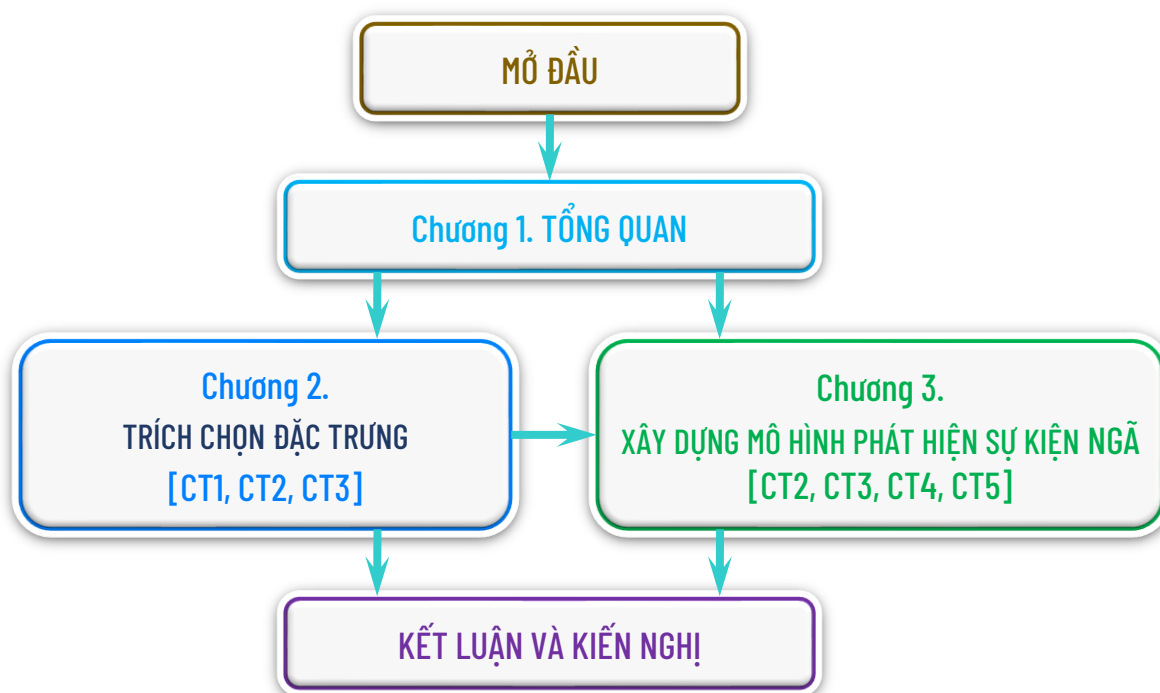 MỞ ĐẦU
Chương 1. TỔNG QUAN
Chương 2.
TRÍCH CHỌN ĐẶC TRƯNG
[CT1, CT2, CT3]
Chương 3.
XÂY DỰNG MÔ HÌNH PHÁT HIỆN SỰ KIỆN NGÃ
[CT2, CT3, CT4, CT5]
KẾT LUẬN VÀ KIẾN NGHỊ